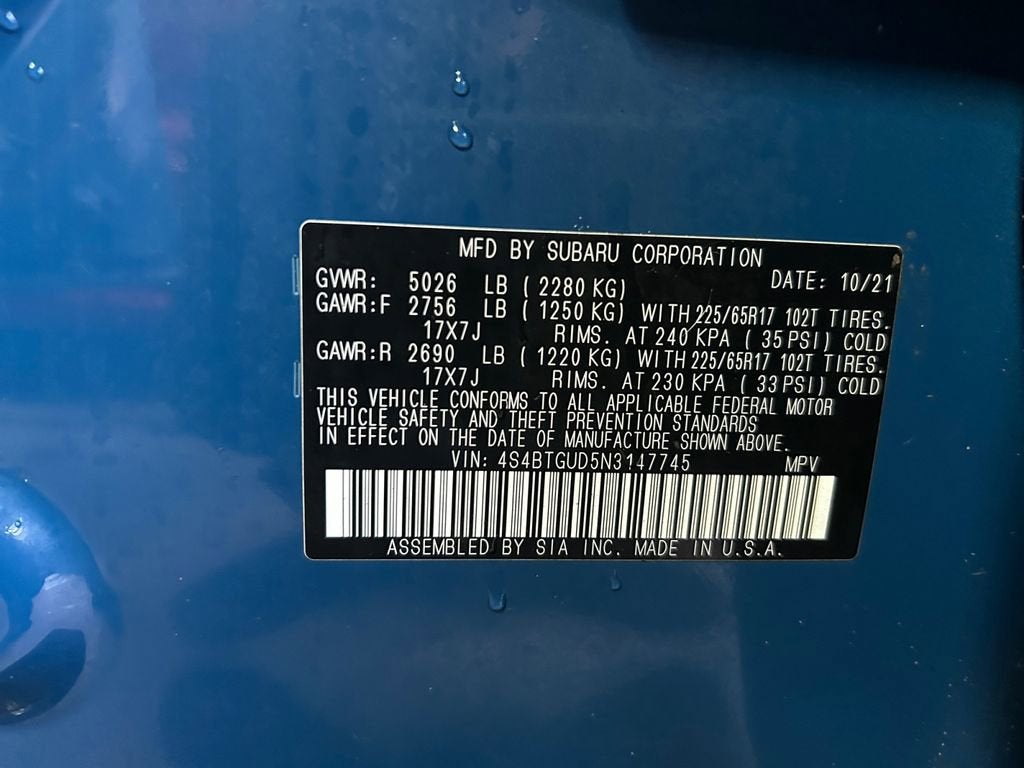 MFD BY SUBARU CORPORATION
DATE: 10/21
GVWR: 5026 LB ( 2280 KG)
GAWR:F 2756 LB ( 1250 KG) WITH 225/65R17 102T TIRES.
17X7J RIMS. AT 240 KPA ( 35 PSI) COLD
GAWR:R 2690 LB ( 1220 KG) WITH 225/65R17 102T TIRES.
17X7J RIMS. AT 230 KPA ( 33 PSI) COLD
THIS VEHICLE CONFORMS TO ALL APPLICABLE FEDERAL MOTOR
VEHICLE SAFETY AND THEFT PREVENTION STANDARDS
IN EFFECT ON THE DATE OF MANUFACTURE SHOWN ABOVE.
VIN: 4S4BTGUD5N3147745 MPV
ASSEMBLED BY SIA INC. MADE IN U.S.A.